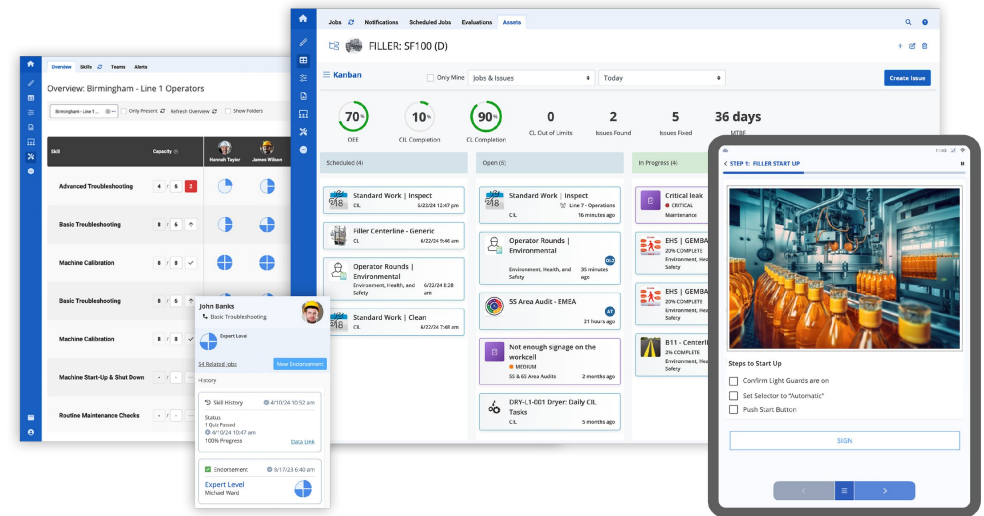 Overview Skills Teams Alerts
Overview: Birmingham - Line 1 Operators
Birmingham - Line 1 ... Only Present Refresh Overview Show Folders
Skill Capacity
Hannah Taylor James Wilson
Advanced Troubleshooting 4 / 6 2
Basic Troubleshooting 8 / 6
Machine Calibration 8 / 8
Basic Troubleshooting 8 / 6
Machine Calibration 8 / 8
Machine Start-Up & Shut Down - / -
Routine Maintenance Checks - / -
John Banks
Basic Troubleshooting
Expert Level
54 Related jobs New Endorsement
History
Skill History 4/10/24 10:52 am
Status
1 Quiz Passed
4/10/24 10:47 am
100% Progress Data Link
Endorsement 9/17/23 6:40 am
Expert Level
Michael Ward
Jobs Notifications Scheduled Jobs Evaluations Assets
FILLER: SF100 (D)
Kanban Only Mine Jobs & Issues Today Create Issue
70% 10% 90% 0 2 5 36 days
OEE CL Completion CL Completion CL Out of Limits Issues Found Issues Fixed MTBF
Scheduled (4)
Standard Work | Inspect
CIL 5/22/24 12:47 pm
Filler Centerline - Generic
CL 6/22/24 9:46 am
Operator Rounds |
Environmental
Environment, Health, and 6/22/24 8:28
Safety am
Standard Work | Clean
CIL 6/22/24 7:48 am
Open (6)
Standard Work | Inspect
Line 7 - Operations
CIL 16 minutes ago
Operator Rounds |
Environmental
Environment, Health, and 35 minutes
Safety ago
5S Area Audit - EMEA
AT
21 hours ago
Not enough signage on the
workcell
MEDIUM
5S & 6S Area Audits 2 months ago
DRY-L1-001 Dryer: Daily CIL
Tasks
CIL 5 months ago
In Progress (4)
Critical leak
CRITICAL
Maintenance
EHS | GEMBA
20% COMPLETE
Environment, Hea
Safety
EHS | GEMBA
20% COMPLETE
Environment, Hea
Safety
B11 - Centerli
2% COMPLETE
Environment, Hea
Safety
STEP 1: FILLER START UP
Steps to Start Up
Confirm Light Guards are on
Set Selector to "Automatic"
Push Start Button
SIGN